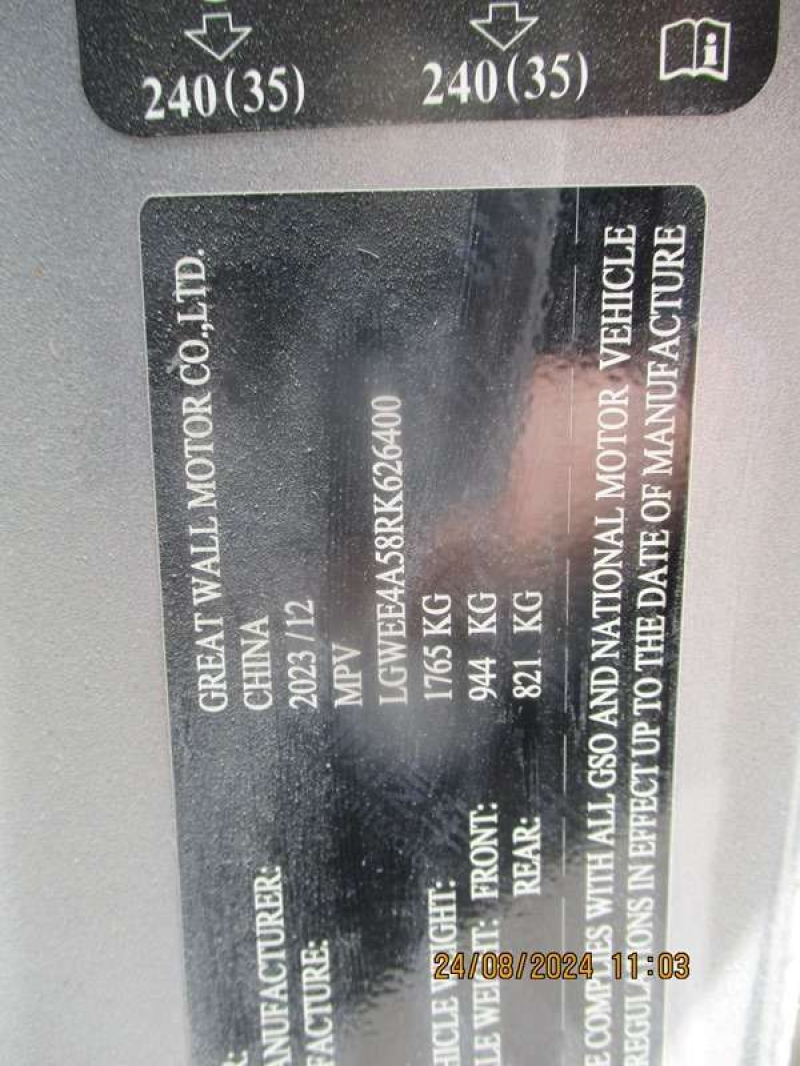 240(35)
240(35)
GREAT WALL MOTOR CO.,LTD.
ANUFACTURER: CHINA
FACTURE: 2023/12
MPV
LGWEE4A58RK626400
HICLE WEIGHT: 1765 KG
LE WEIGHT: FRONT: 944 KG
REAR: 821 KG
E COMPLIES WITH ALL GSO AND NATIONAL MOTOR VEHICLE
REGULATIONS IN EFFECT UP TO THE DATE OF MANUFACTURE
24/08/2024 11:03